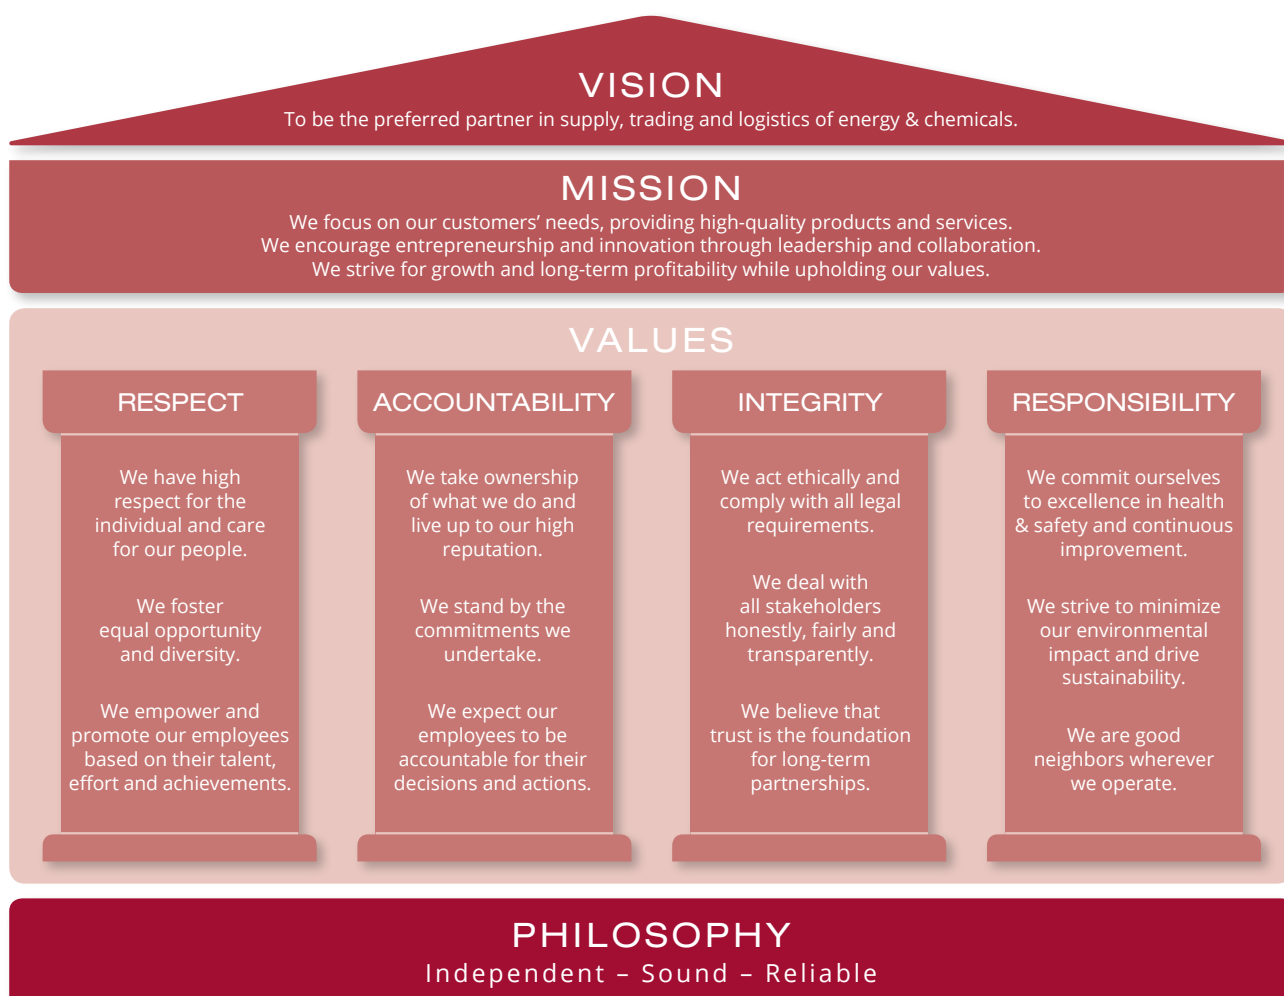 VISION
To be the preferred partner in supply, trading and logistics of energy & chemicals.
MISSION
We focus on our customers’ needs, providing high-quality products and services.
We encourage entrepreneurship and innovation through leadership and collaboration.
We strive for growth and long-term profitability while upholding our values.
VALUES
RESPECT
We have high
respect for the
individual and care
for our people.
We foster
equal opportunity
and diversity.
We empower and
promote our employees
based on their talent,
effort and achievements.
ACCOUNTABILITY
We take ownership
of what we do and
live up to our high
reputation.
We stand by the
commitments we
undertake.
We expect our
employees to be
accountable for their
decisions and actions.
INTEGRITY
We act ethically and
comply with all legal
requirements.
We deal with
all stakeholders
honestly, fairly and
transparently.
We believe that
trust is the foundation
for long-term
partnerships.
RESPONSIBILITY
We commit ourselves
to excellence in health
& safety and continuous
improvement.
We strive to minimize
our environmental
impact and drive
sustainability.
We are good
neighbors wherever
we operate.
PHILOSOPHY
Independent – Sound – Reliable